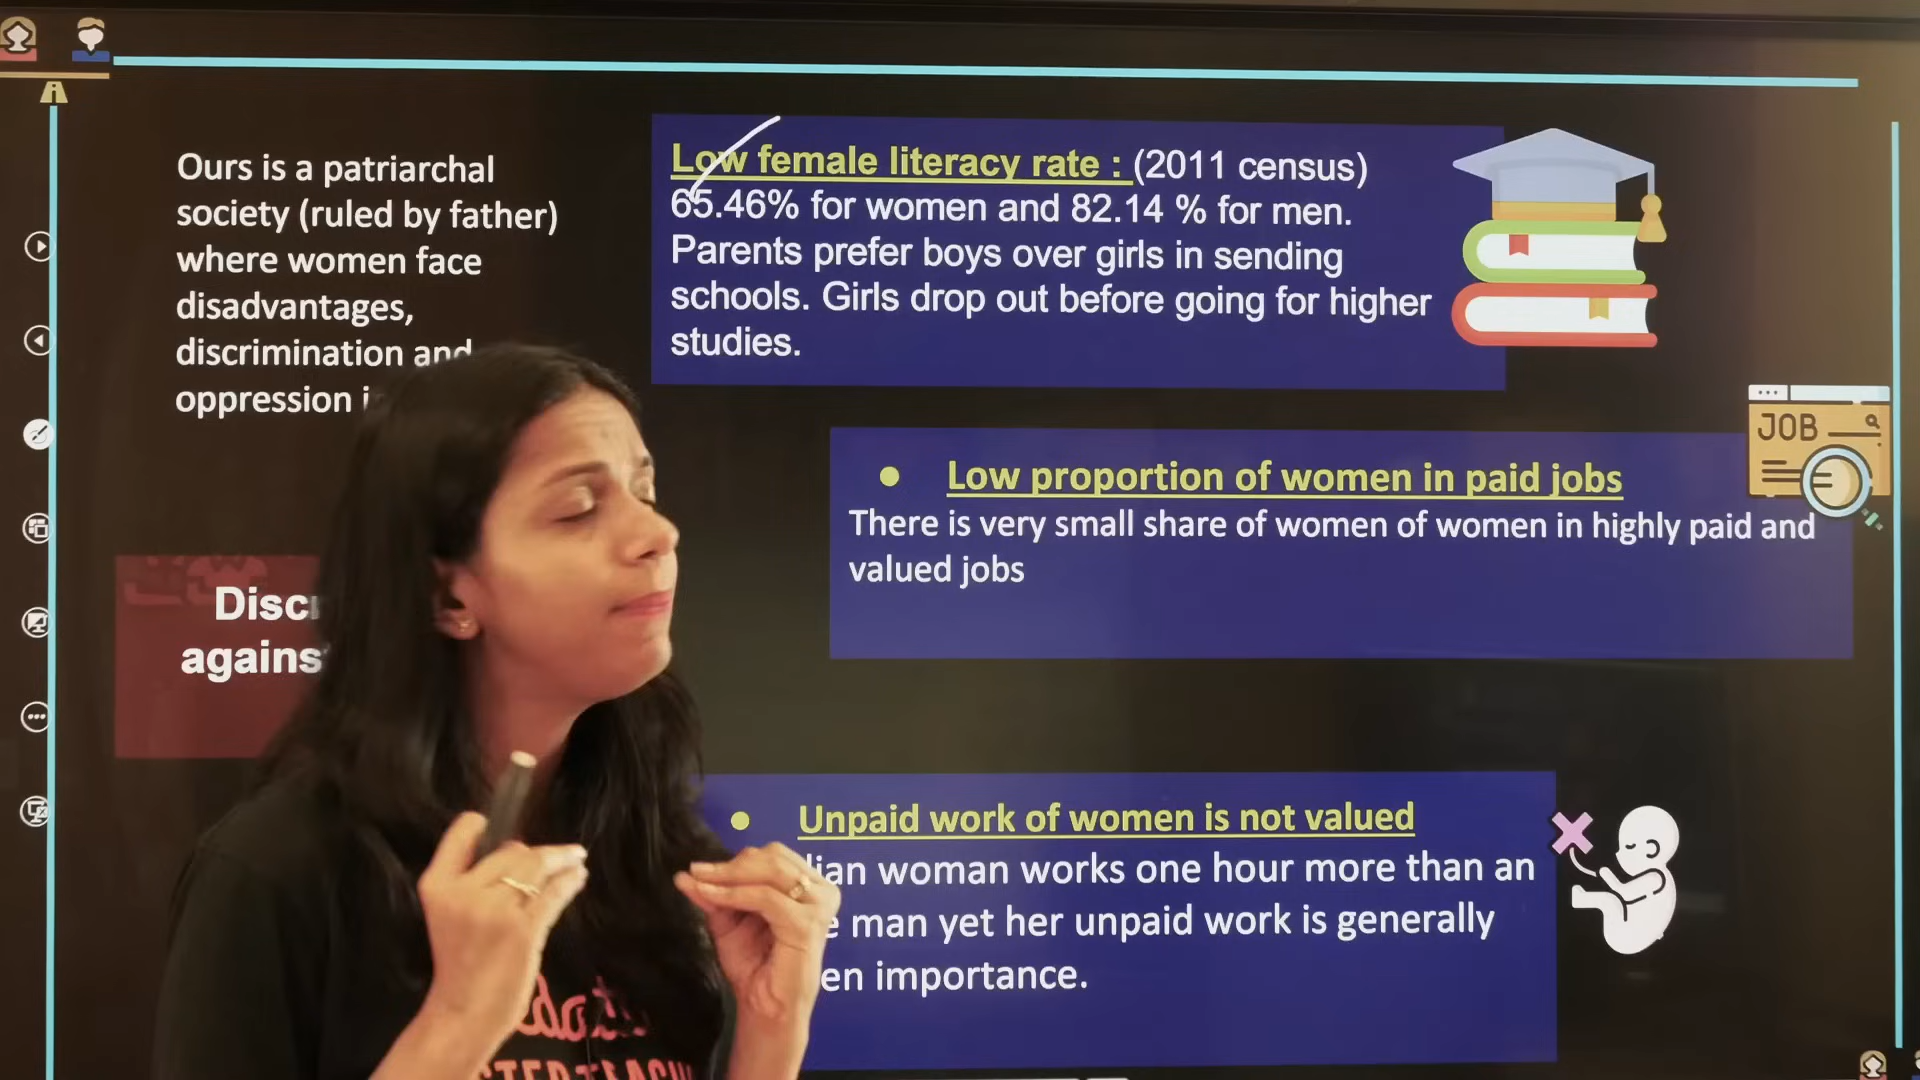 Ours is a patriarchal
society (ruled by father)
where women face
disadvantages,
discrimination and
oppression
Low female literacy rate : (2011 census)
65.46% for women and 82.14 % for men.
Parents prefer boys over girls in sending
schools. Girls drop out before going for higher
studies.
JOB
● Low proportion of women in paid jobs
There is very small share of women of women in highly paid and
valued jobs
● Unpaid work of women is not valued
woman works one hour more than an
man yet her unpaid work is generally
importance.